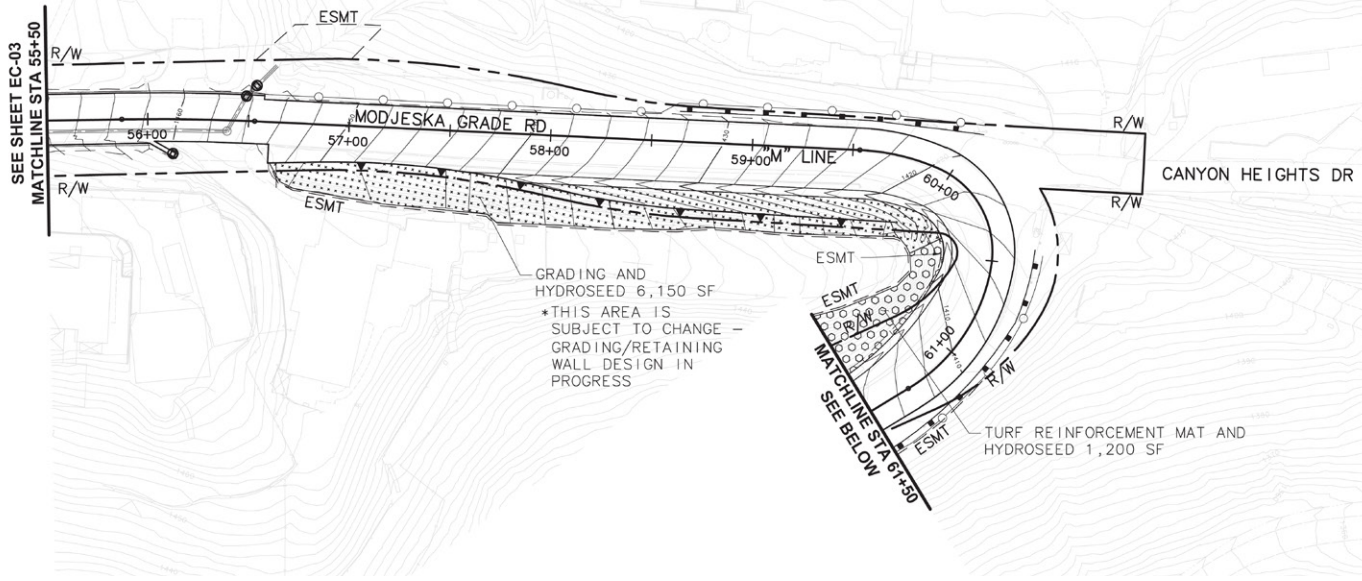 ESMT
R/W
SEE SHEET EC-03
MATCHLINE STA 55+50
MODJESKA GRADE RD
56+00
57+00
58+00
59+00
"M" LINE
60+00
R/W
CANYON HEIGHTS DR
R/W
R/W
ESMT
1420
ESMT
GRADING AND
HYDROSEED 6,150 SF
*THIS AREA IS
SUBJECT TO CHANGE –
GRADING/RETAINING
WALL DESIGN IN
PROGRESS
ESMT
R/W
1410
61+00
1410
R/W
MATCHLINE STA 61+50
SEE BELOW
ESMT
TURF REINFORCEMENT MAT AND
HYDROSEED 1,200 SF